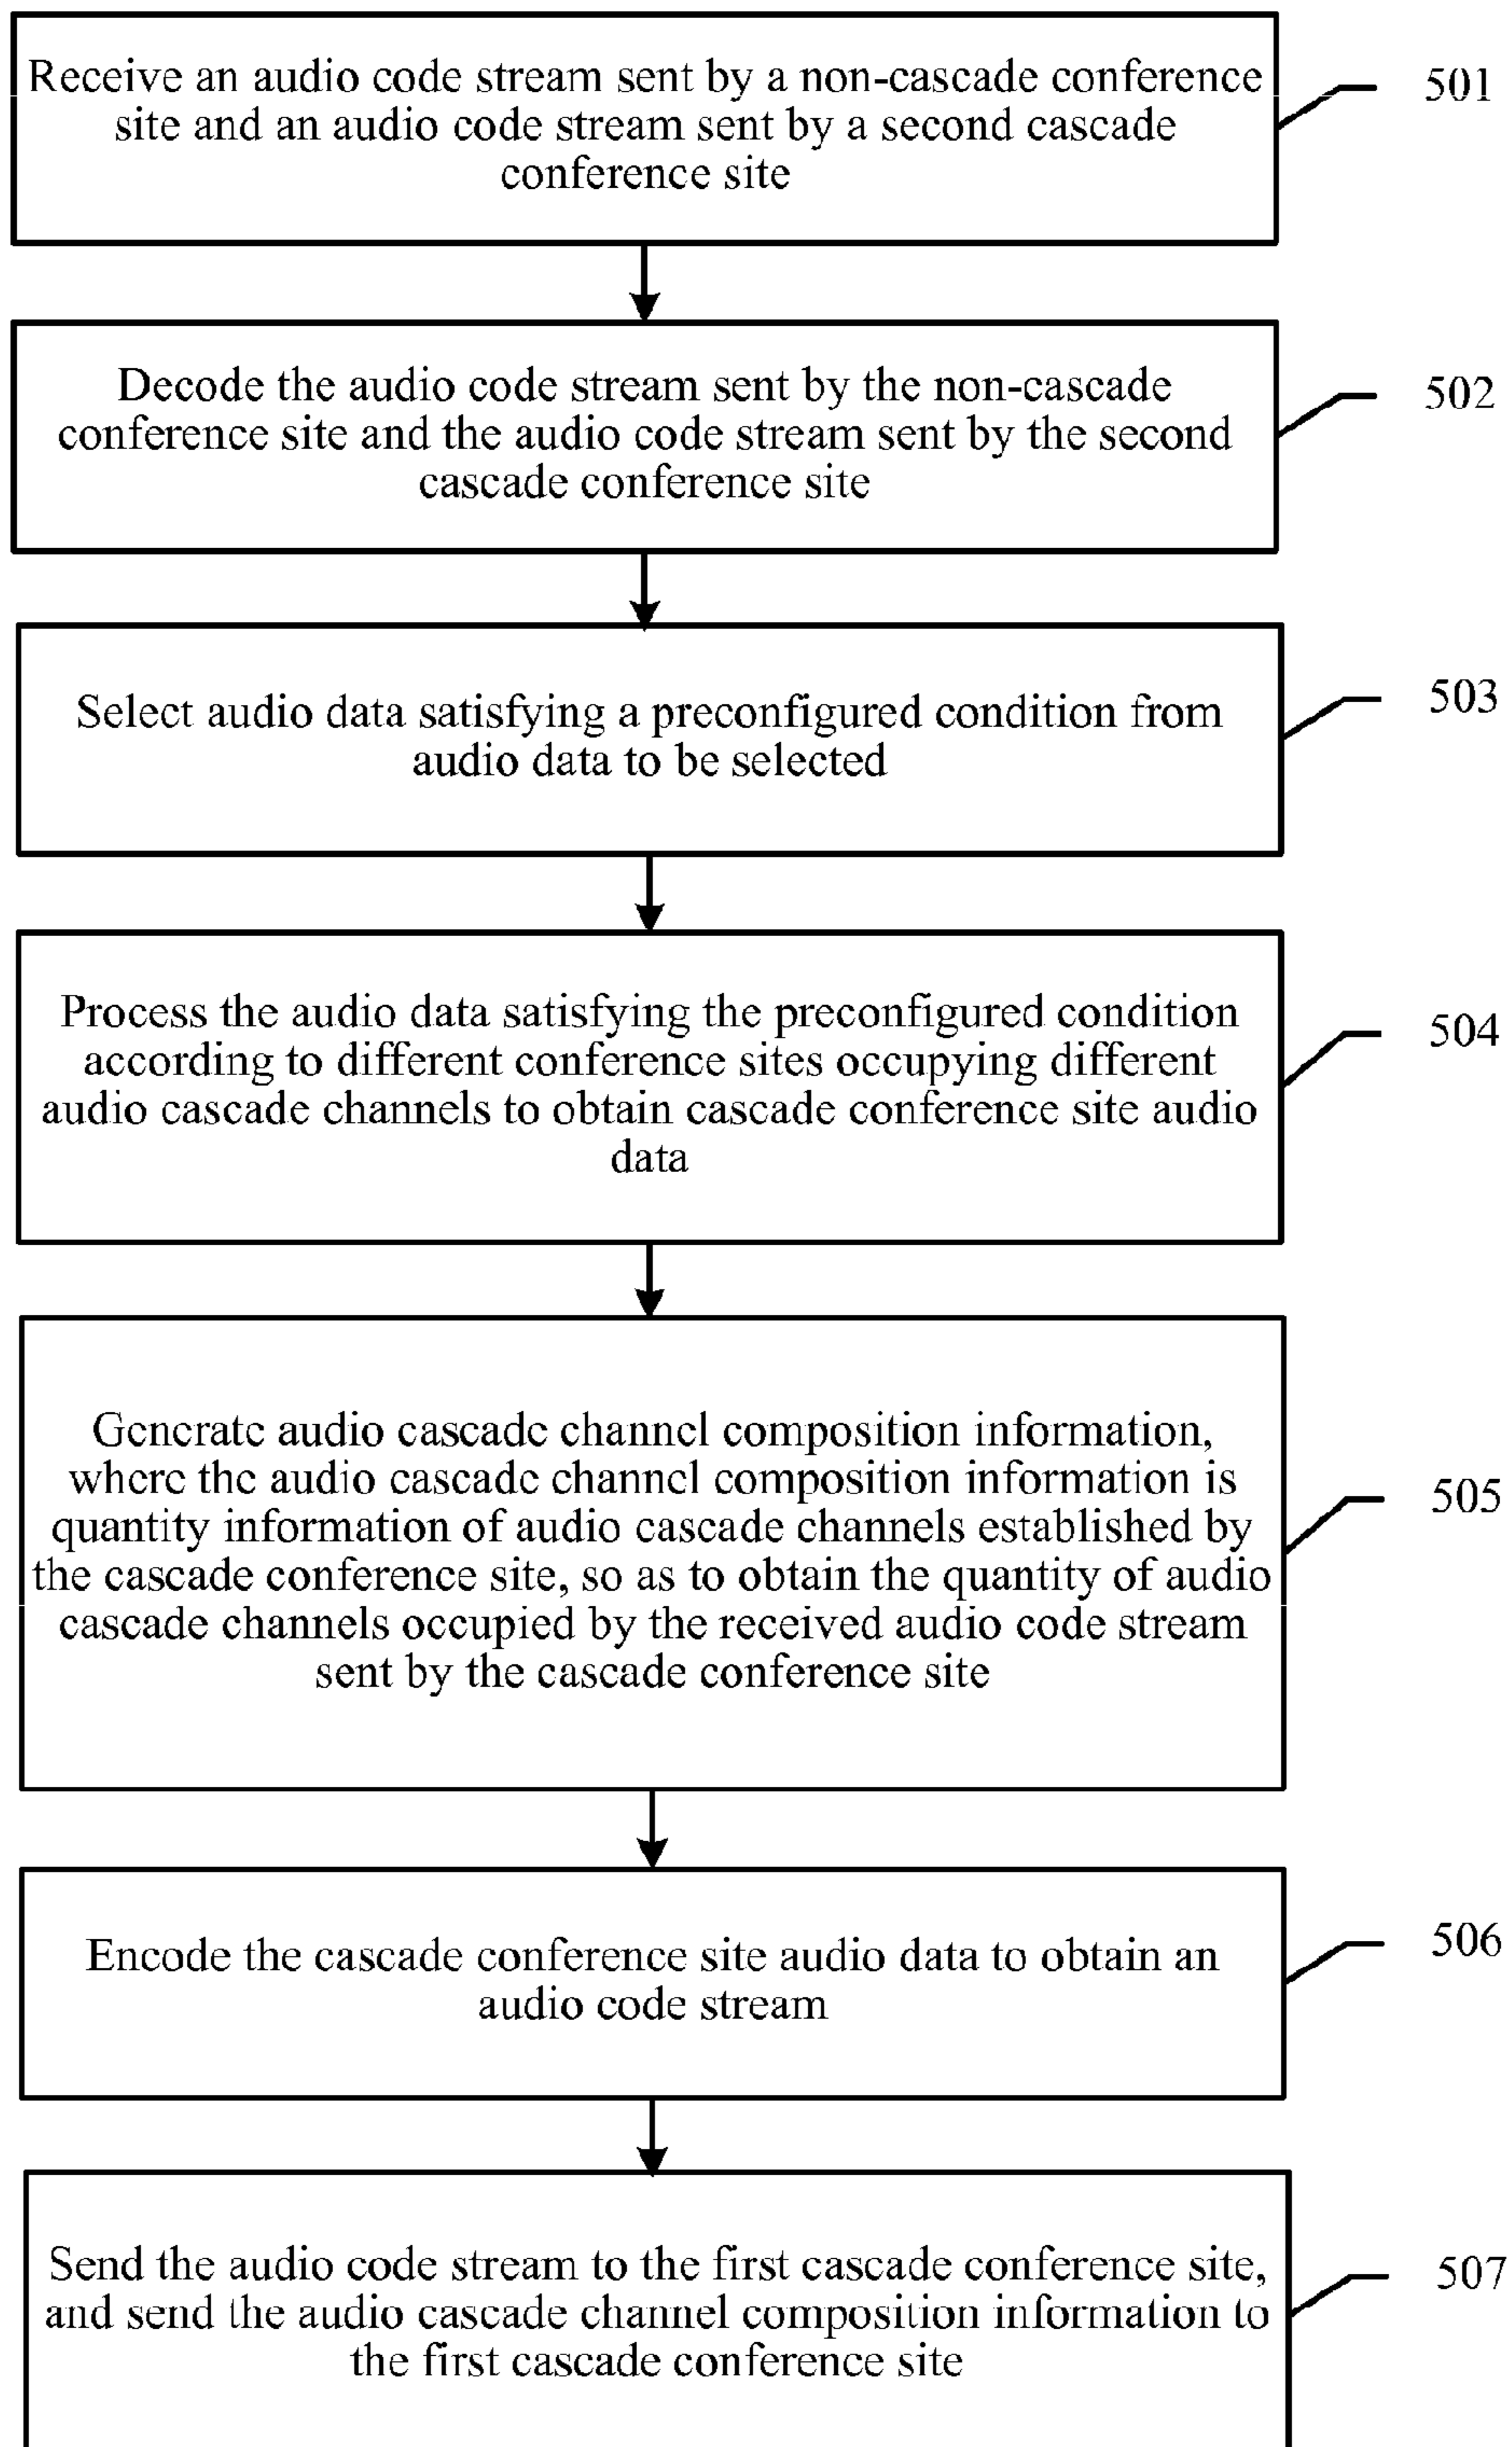 Receive an audio code stream sent by a non-cascade conference
site and an audio code stream sent by a second cascade
conference site
501
Decode the audio code stream sent by the non-cascade
conference site and the audio code stream sent by the second
cascade conference site
502
Select audio data satisfying a preconfigured condition from
audio data to be selected
503
Process the audio data satisfying the preconfigured condition
according to different conference sites occupying different
audio cascade channels to obtain cascade conference site audio
data
504
Generate audio cascade channel composition information,
where the audio cascade channel composition information is
quantity information of audio cascade channels established by
the cascade conference site, so as to obtain the quantity of audio
cascade channels occupied by the received audio code stream
sent by the cascade conference site
505
Encode the cascade conference site audio data to obtain an
audio code stream
506
Send the audio code stream to the first cascade conference site,
and send the audio cascade channel composition information to
the first cascade conference site
507